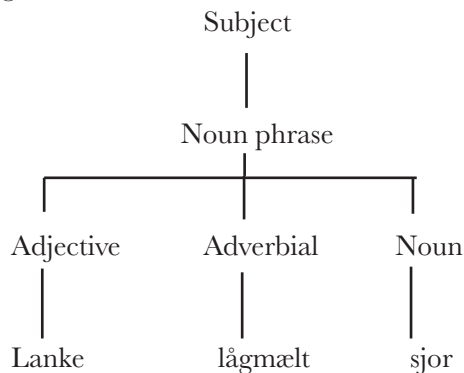 Subject
Noun phrase
Adjective Adverbial Noun
Lanke lågmælt sjor